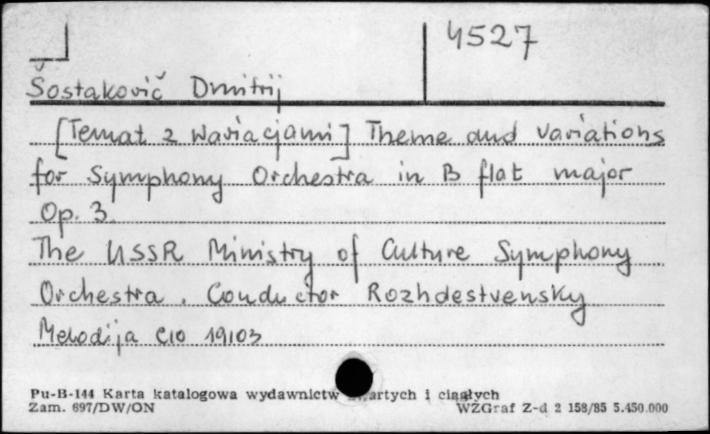 4527
Šostakovič Dmitrij
[Temat z wariacjami] Theme and variations
for Symphony Orchestra in B flat major
Op. 3.
The USSR Ministry of Culture Symphony
Orchestra. Conductor Rozhdestvensky
Melodija C10 19103
Pu-B-144 Karta katalogowa wydawnictw i ciągłych
Zam. 697/DW/ON WZGraf Z-d 2 158/85 5.450.000